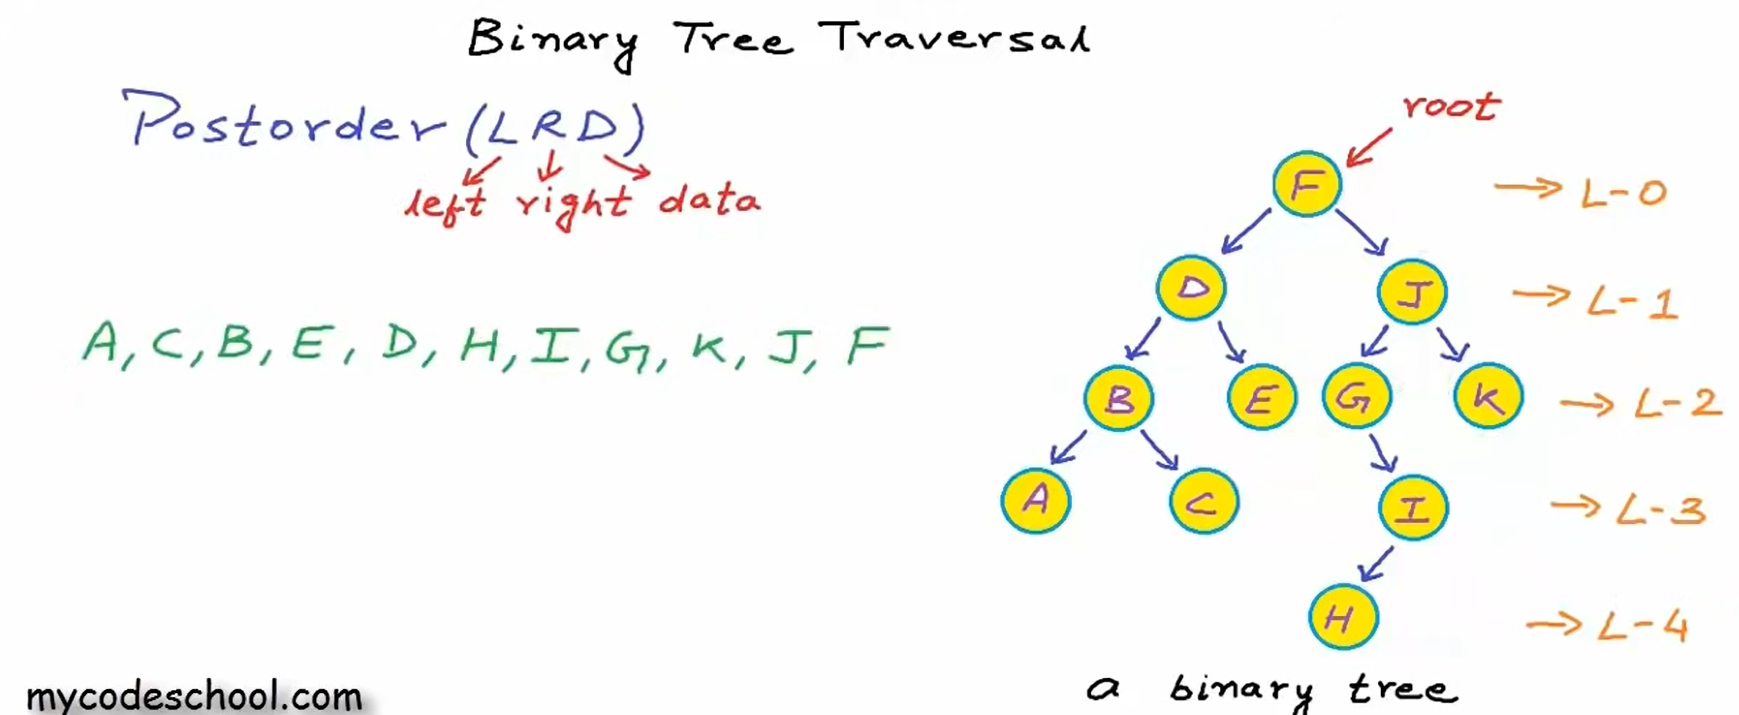 Binary Tree Traversal
Postorder (LRD)
left right data
A, C, B, E, D, H, I, G, K, J, F
root
F → L-0
D J → L-1
B E G K → L-2
A C I → L-3
H → L-4
a binary tree
mycodeschool.com